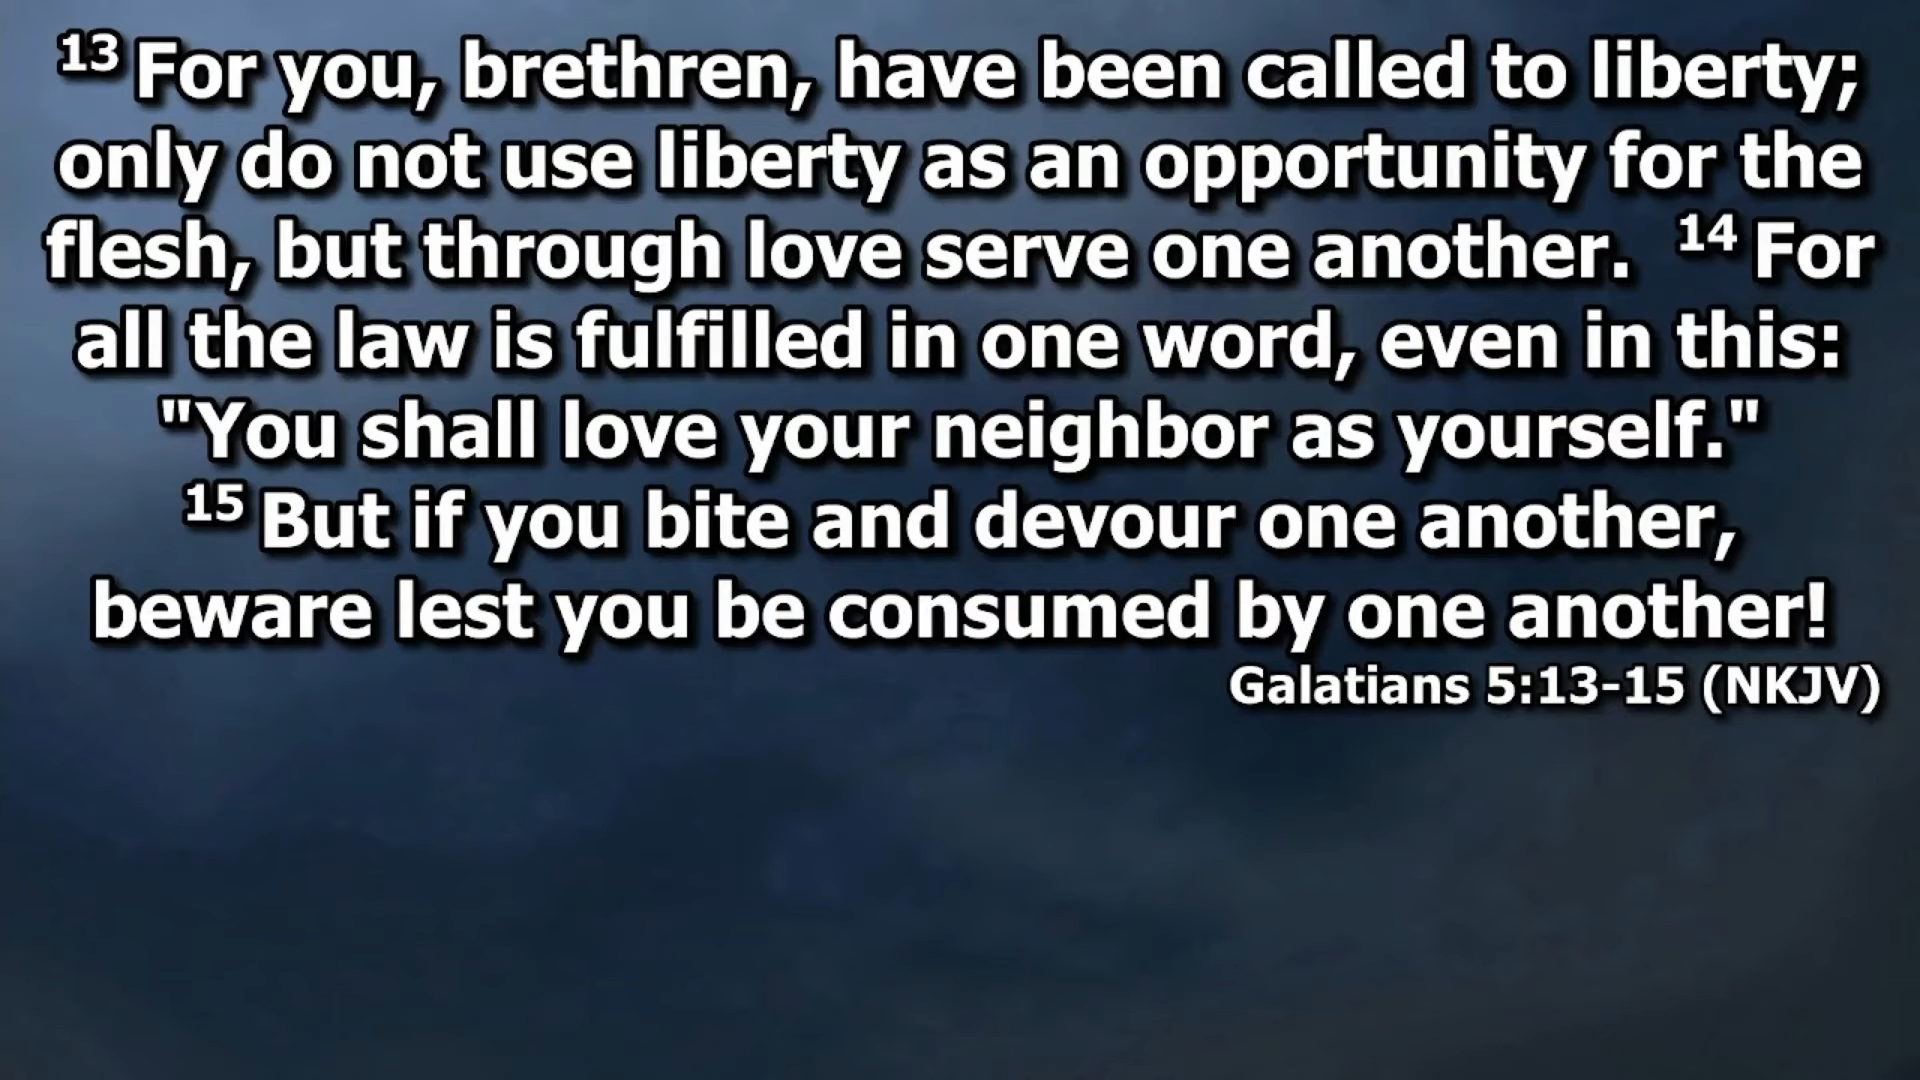 13 For you, brethren, have been called to liberty;
only do not use liberty as an opportunity for the
flesh, but through love serve one another. 14 For
all the law is fulfilled in one word, even in this:
"You shall love your neighbor as yourself."
15 But if you bite and devour one another,
beware lest you be consumed by one another!
Galatians 5:13-15 (NKJV)